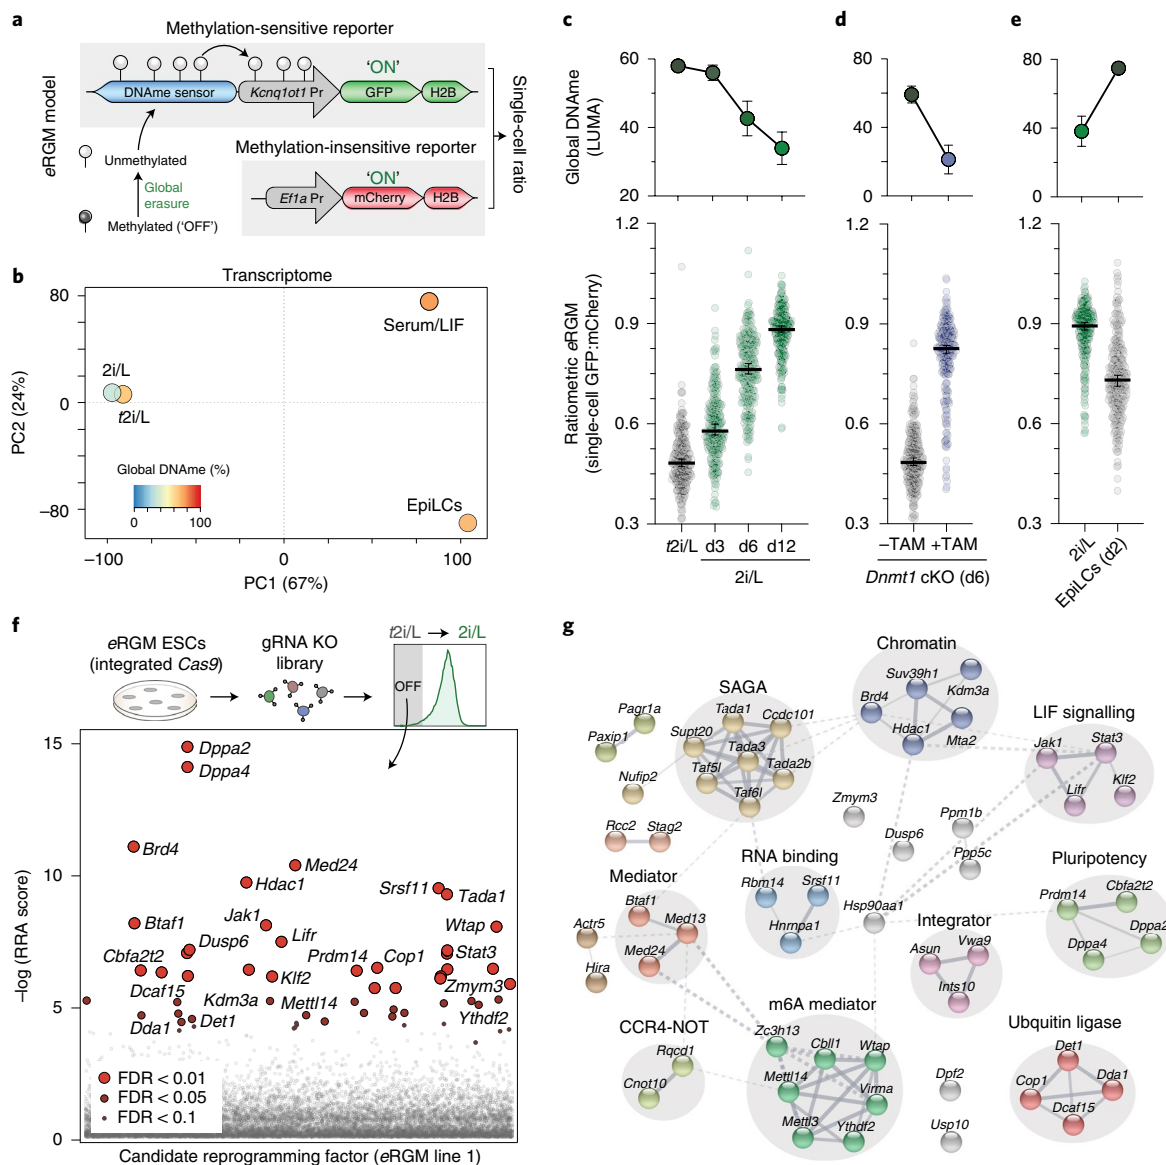 a
Methylation-sensitive reporter
eRGM model
'ON'
DNAme sensor
Kcnq1ot1 Pr
GFP
H2B
Unmethylated
Global
erasure
Methylated ('OFF')
Methylation-insensitive reporter
'ON'
Ef1a Pr
mCherry
H2B
Single-cell
ratio
b
Transcriptome
PC2 (24%)
80
0
−80
Serum/LIF
2i/L
t2i/L
EpiLCs
Global DNAme (%)
0
100
−100
0
100
PC1 (67%)
c
Global DNAme
(LUMA)
60
40
20
Ratiometric eRGM
(single-cell GFP:mCherry)
1.2
0.9
0.6
0.3
t2i/L
d3
d6
d12
2i/L
d
80
60
40
20
0
1.2
0.9
0.6
0.3
−TAM
+TAM
Dnmt1 cKO (d6)
e
80
40
0
1.2
0.9
0.6
0.3
2i/L
EpiLCs (d2)
f
eRGM ESCs
(integrated Cas9)
gRNA KO
library
t2i/L
2i/L
OFF
−log (RRA score)
15
10
5
0
Dppa2
Dppa4
Brd4
Med24
Hdac1
Srsf11
Tada1
Btaf1
Jak1
Wtap
Lifr
Dusp6
Cbfa2t2
Prdm14
Cop1
Stat3
Klf2
Dcaf15
Kdm3a
Mettl14
Zmym3
Dda1
Det1
Ythdf2
FDR < 0.01
FDR < 0.05
FDR < 0.1
Candidate reprogramming factor (eRGM line 1)
g
Chromatin
Suv39h1
Brd4
Kdm3a
Hdac1
Mta2
SAGA
Tada1
Ccdc101
Supt20
Tada3
Taf5l
Tada2b
Taf6l
Pagr1a
Paxip1
Nufip2
LIF signalling
Jak1
Stat3
Lifr
Klf2
Zmym3
Rcc2
Stag2
Dusp6
Ppm1b
Ppp5c
RNA binding
Rbm14
Srsf11
Hnrnpa1
Hsp90aa1
Pluripotency
Prdm14
Cbfa2t2
Dppa2
Dppa4
Mediator
Btaf1
Med13
Med24
Actr5
Hira
Integrator
Asun
Vwa9
Ints10
m6A mediator
Zc3h13
Cbll1
Wtap
Mettl14
Virma
Mettl3
Ythdf2
CCR4-NOT
Rqcd1
Cnot10
Dpf2
Usp10
Ubquitin ligase
Det1
Cop1
Dda1
Dcaf15